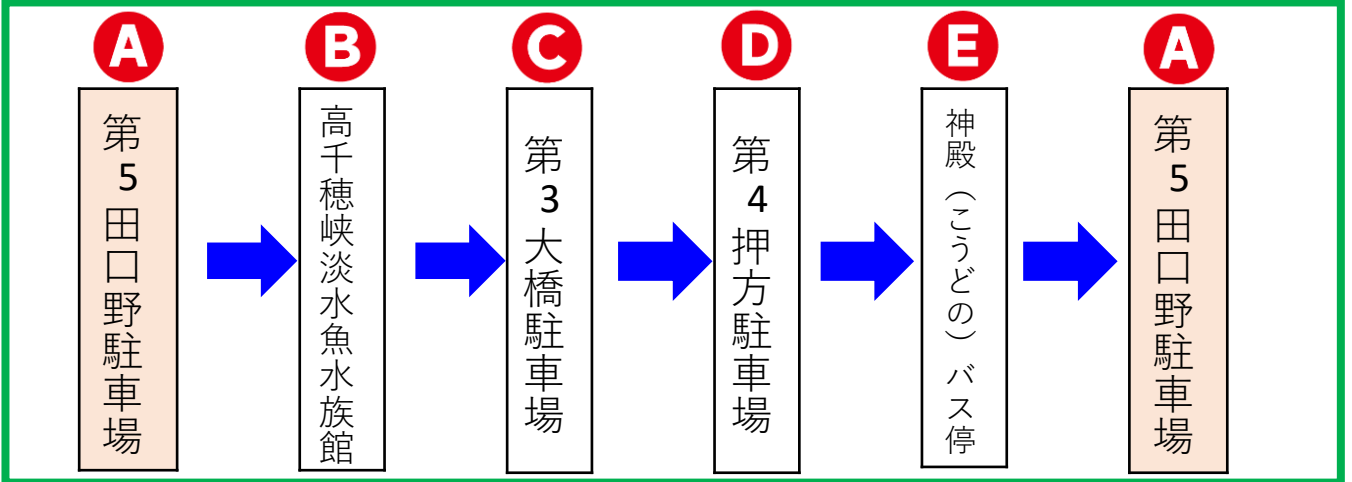 A
第5田口野駐車場
B
高千穂峡淡水魚水族館
C
第3大橋駐車場
D
第4押方駐車場
E
神殿（こうどの）バス停
A
第5田口野駐車場